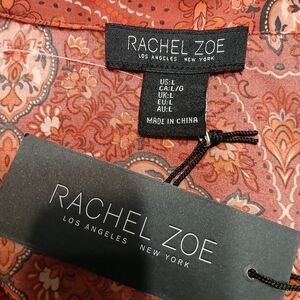 RACHEL ZOE
LOS ANGELES NEW YORK
US:L
CA:L/G
UK:L
EU:L
AU:L
MADE IN CHINA
RACHEL ZOE
LOS ANGELES NEW YORK